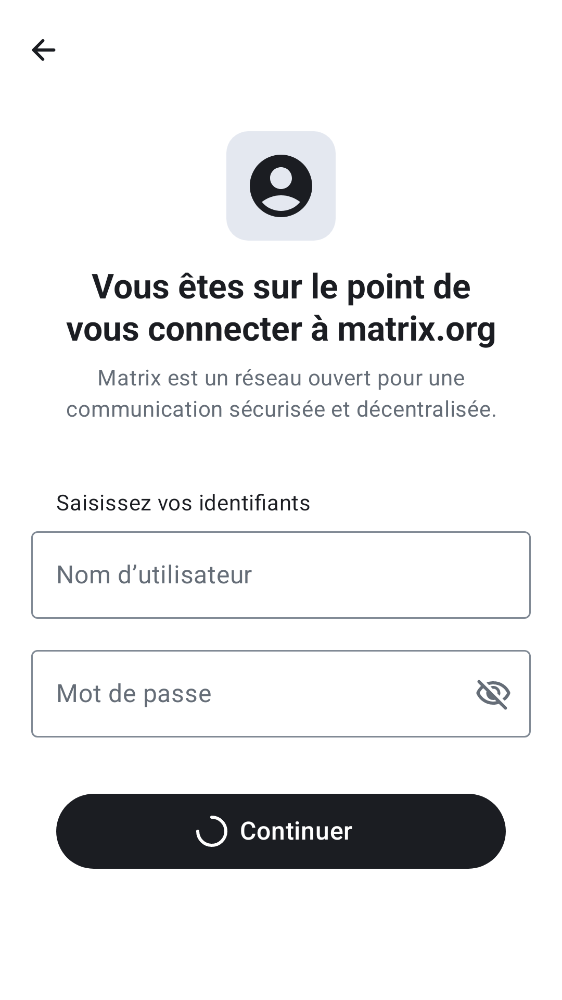 Vous êtes sur le point de
vous connecter à matrix.org
Matrix est un réseau ouvert pour une
communication sécurisée et décentralisée.
Saisissez vos identifiants
Nom d’utilisateur
Mot de passe
Continuer